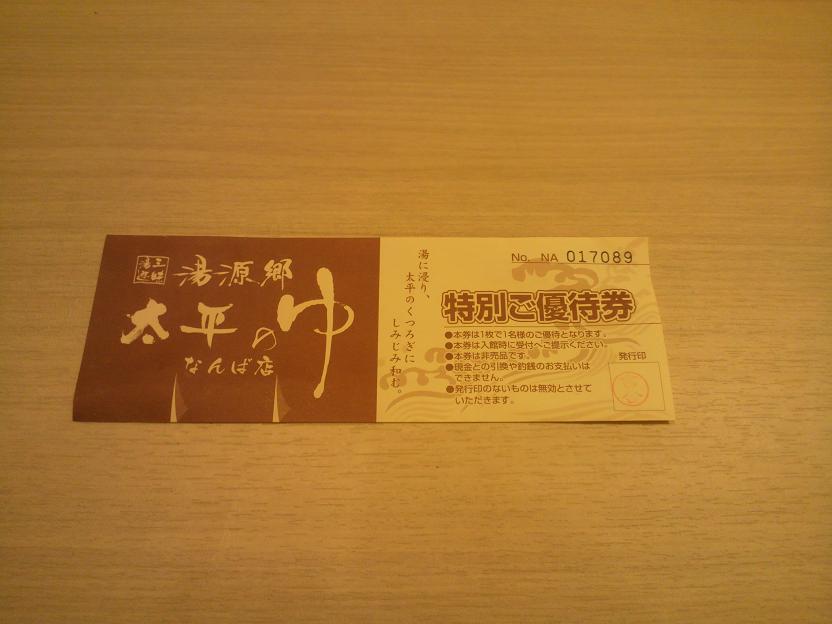 湯源郷
太平のゆ
なんば店
湯に浸り、
太平のくつろぎに
しみじみ和む。
No. NA 017089
特別ご優待券
●本券は1枚で1名様のご優待となります。
●本券は入館時に受付へご提示ください。
●本券は非売品です。
●現金との引換や釣銭のお支払いは
できません。
●発行印のないものは無効とさせて
いただきます。
発行印